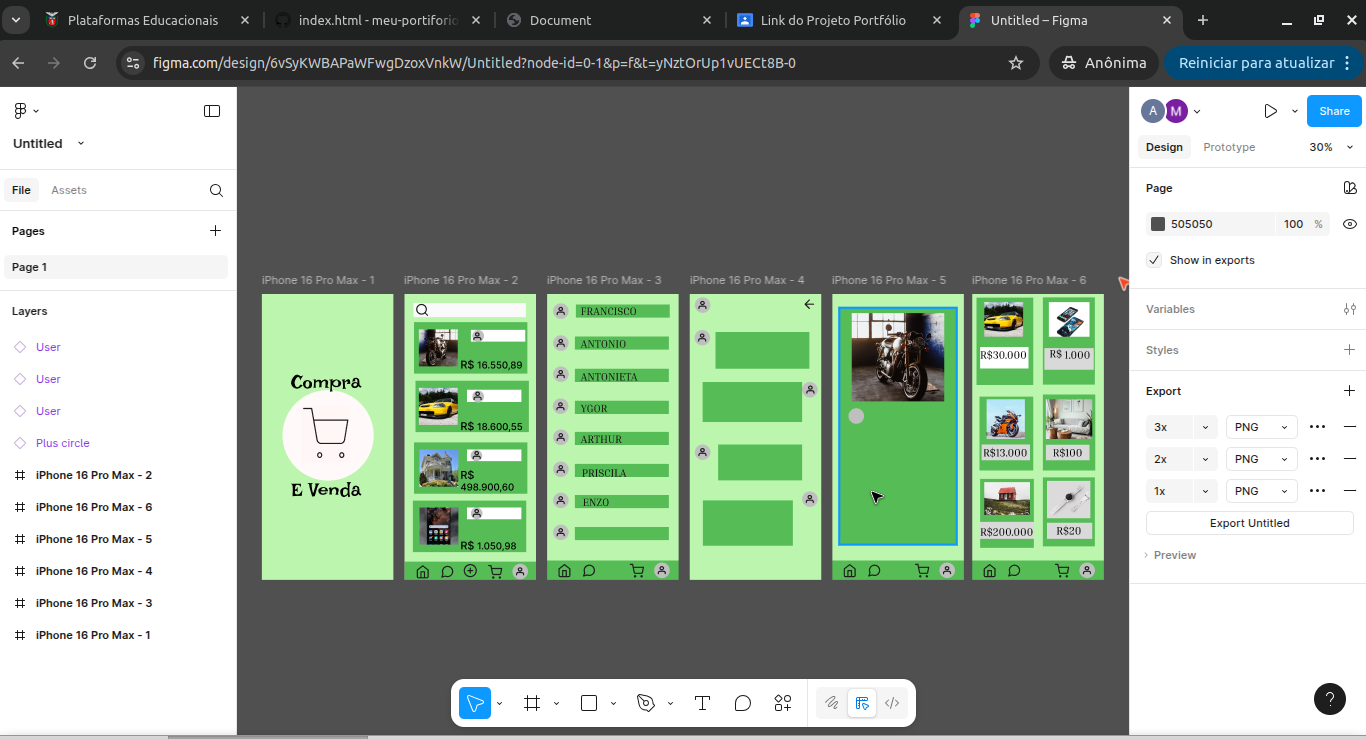 Plataformas Educacionais
index.html - meu-portiforio
Document
Link do Projeto Portfólio
Untitled – Figma
figma.com/design/6vSyKWBAPaWFwgDzoxVnkW/Untitled?node-id=0-1&p=f&t=yNztOrUp1vUECt8B-0
Anônima
Reiniciar para atualizar
Untitled
File
Assets
Pages
Page 1
Layers
User
User
User
Plus circle
iPhone 16 Pro Max - 2
iPhone 16 Pro Max - 6
iPhone 16 Pro Max - 5
iPhone 16 Pro Max - 4
iPhone 16 Pro Max - 3
iPhone 16 Pro Max - 1
iPhone 16 Pro Max - 1
Compra
E Venda
iPhone 16 Pro Max - 2
R$ 16.550,89
R$ 18.600,55
R$
498.900,60
R$ 1.050,98
iPhone 16 Pro Max - 3
FRANCISCO
ANTONIO
ANTONIETA
YGOR
ARTHUR
PRISCILA
ENZO
iPhone 16 Pro Max - 4
iPhone 16 Pro Max - 5
iPhone 16 Pro Max - 6
R$30.000
R$ 1.000
R$13.000
R$100
R$200.000
R$20
A
M
Share
Design
Prototype
30%
Page
505050
100
%
Show in exports
Variables
Styles
Export
3x
PNG
2x
PNG
1x
PNG
Export Untitled
Preview
?